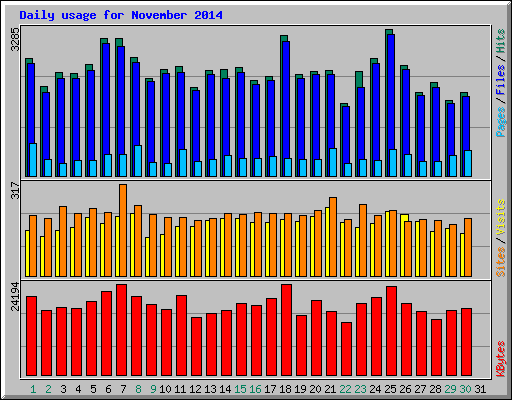 Daily usage for November 2014
3285
Pages / Files / Hits
317
Sites / Visits
24194
KBytes
1 2 3 4 5 6 7 8 9 10 11 12 13 14 15 16 17 18 19 20 21 22 23 24 25 26 27 28 29 30 31